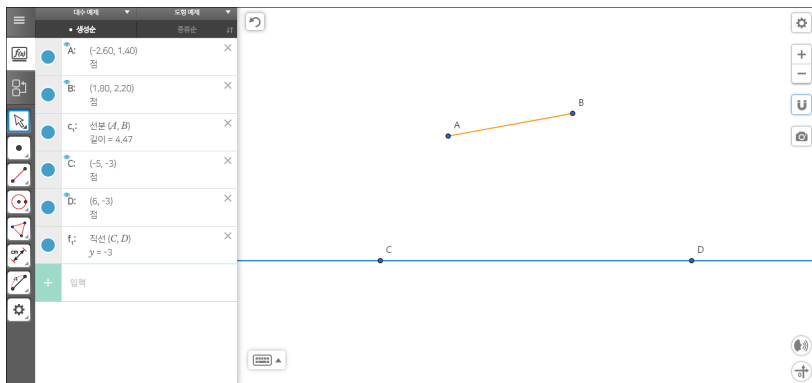 대수 예제 ▼ 도형 예제 ▼
• 생성순 종류순 ↓↑
f(x)
A: (-2.60, 1.40)
점
B: (1.80, 2.20)
점
c₁: 선분 (A, B)
길이 = 4.47
C: (-5, -3)
점
D: (6, -3)
점
f₁: 직선 (C, D)
y = -3
+ 입력
cm
A
B
C
D